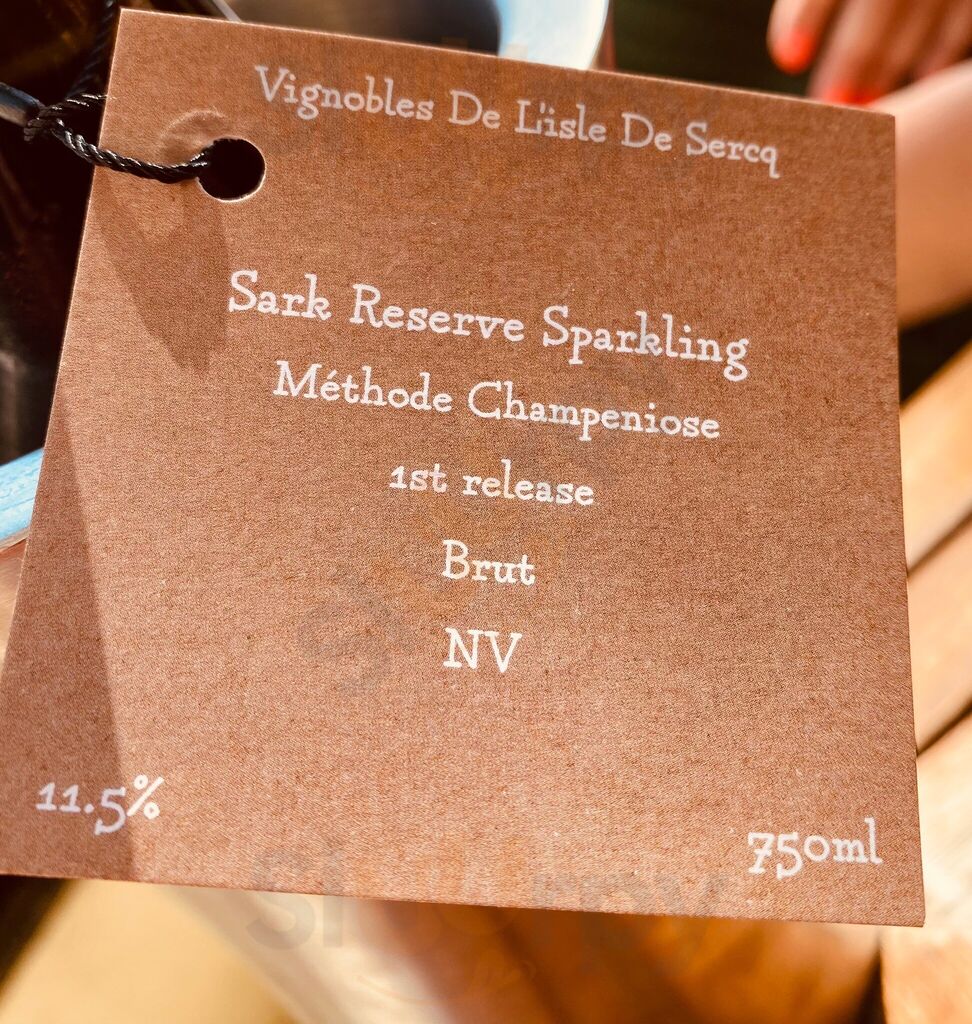 Vignobles De L'isle De Sercq
Sark Reserve Sparkling
Méthode Champeniose
1st release
Brut
NV
11.5%
750ml